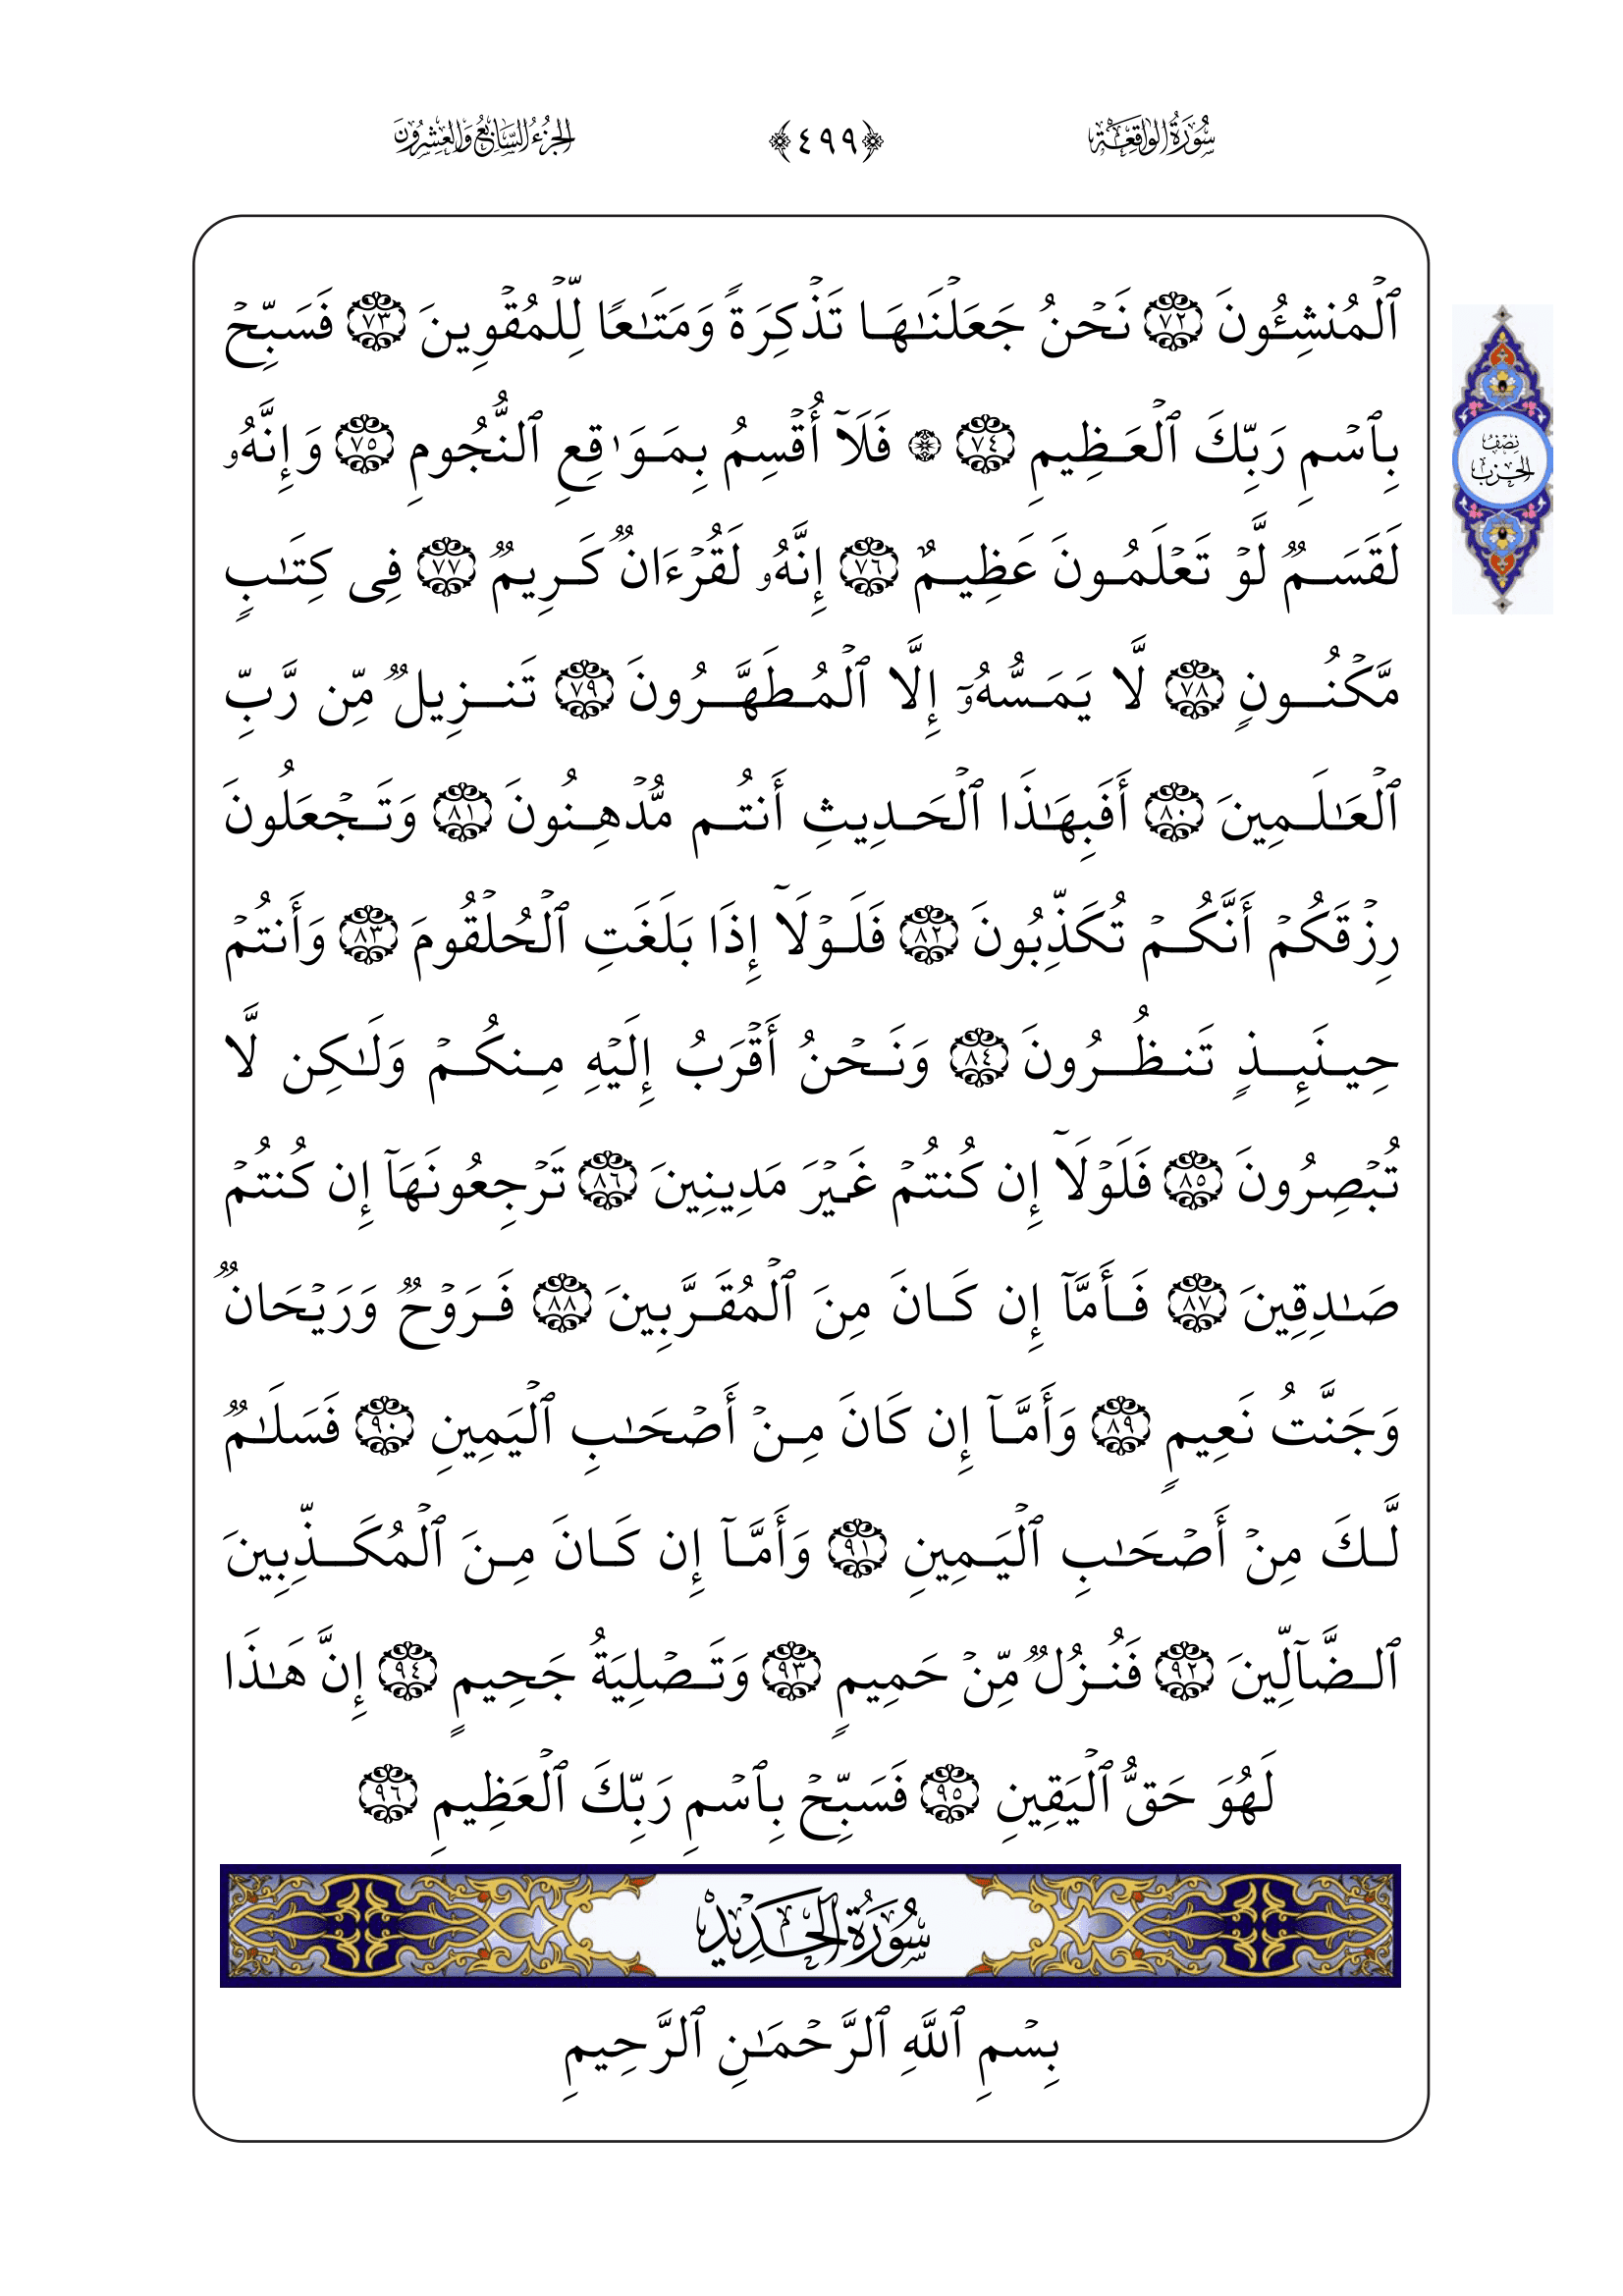 سُورَةُ الوَاقِعَةِ ﴿٤٩٩﴾ الجُزْءُ السَّابِعُ وَالعِشْرُونَ
ٱلۡمُنشِـُٔونَ ٧٢ نَحۡنُ جَعَلۡنَٰهَا تَذۡكِرَةٗ وَمَتَٰعٗا لِّلۡمُقۡوِينَ ٧٣ فَسَبِّحۡ
بِٱسۡمِ رَبِّكَ ٱلۡعَظِيمِ ٧٤ ۞ فَلَآ أُقۡسِمُ بِمَوَٰقِعِ ٱلنُّجُومِ ٧٥ وَإِنَّهُۥ
لَقَسَمٞ لَّوۡ تَعۡلَمُونَ عَظِيمٌ ٧٦ إِنَّهُۥ لَقُرۡءَانٞ كَرِيمٞ ٧٧ فِي كِتَٰبٖ
مَّكۡنُونٖ ٧٨ لَّا يَمَسُّهُۥٓ إِلَّا ٱلۡمُطَهَّرُونَ ٧٩ تَنزِيلٞ مِّن رَّبِّ
ٱلۡعَٰلَمِينَ ٨٠ أَفَبِهَٰذَا ٱلۡحَدِيثِ أَنتُم مُّدۡهِنُونَ ٨١ وَتَجۡعَلُونَ
رِزۡقَكُمۡ أَنَّكُمۡ تُكَذِّبُونَ ٨٢ فَلَوۡلَآ إِذَا بَلَغَتِ ٱلۡحُلۡقُومَ ٨٣ وَأَنتُمۡ
حِينَئِذٖ تَنظُرُونَ ٨٤ وَنَحۡنُ أَقۡرَبُ إِلَيۡهِ مِنكُمۡ وَلَٰكِن لَّا
تُبۡصِرُونَ ٨٥ فَلَوۡلَآ إِن كُنتُمۡ غَيۡرَ مَدِينِينَ ٨٦ تَرۡجِعُونَهَآ إِن كُنتُمۡ
صَٰدِقِينَ ٨٧ فَأَمَّآ إِن كَانَ مِنَ ٱلۡمُقَرَّبِينَ ٨٨ فَرَوۡحٞ وَرَيۡحَانٞ
وَجَنَّتُ نَعِيمٖ ٨٩ وَأَمَّآ إِن كَانَ مِنۡ أَصۡحَٰبِ ٱلۡيَمِينِ ٩٠ فَسَلَٰمٞ
لَّكَ مِنۡ أَصۡحَٰبِ ٱلۡيَمِينِ ٩١ وَأَمَّآ إِن كَانَ مِنَ ٱلۡمُكَذِّبِينَ
ٱلضَّآلِّينَ ٩٢ فَنُزُلٞ مِّنۡ حَمِيمٖ ٩٣ وَتَصۡلِيَةُ جَحِيمٍ ٩٤ إِنَّ هَٰذَا
لَهُوَ حَقُّ ٱلۡيَقِينِ ٩٥ فَسَبِّحۡ بِٱسۡمِ رَبِّكَ ٱلۡعَظِيمِ ٩٦
سُورَةُ الحَدِيدِ
بِسۡمِ ٱللَّهِ ٱلرَّحۡمَٰنِ ٱلرَّحِيمِ
نِصْفُ
الحِزْبِ